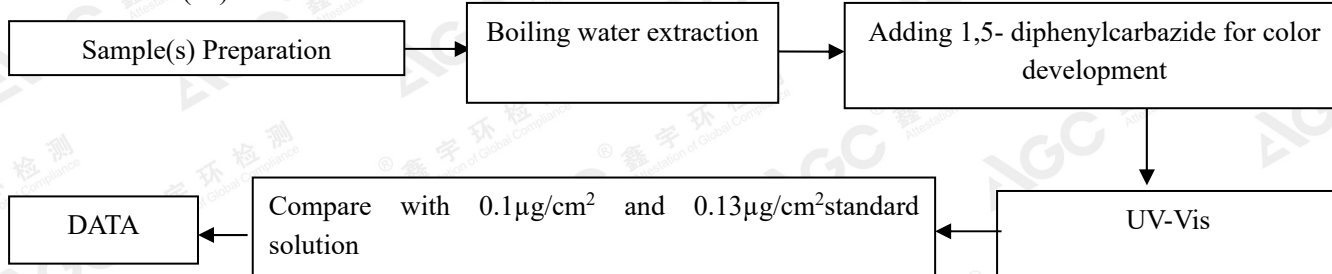 Sample(s) Preparation
Boiling water extraction
Adding 1,5- diphenylcarbazide for color
development
UV-Vis
Compare with 0.1μg/cm² and 0.13μg/cm²standard
solution
DATA